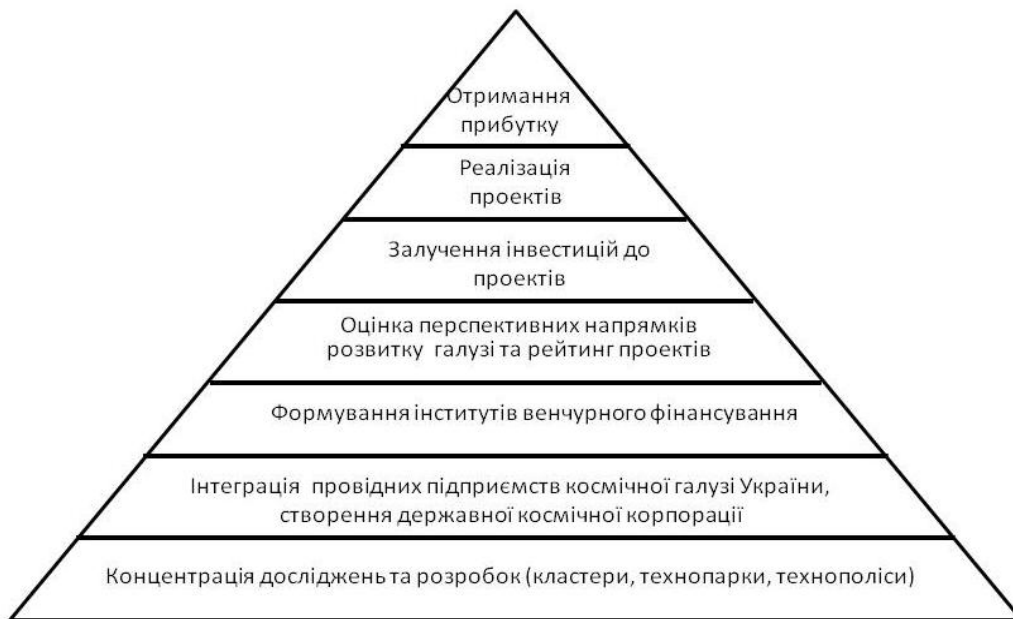 Отримання
прибутку
Реалізація
проектів
Залучення інвестицій до
проектів
Оцінка перспективних напрямків
розвитку галузі та рейтинг проектів
Формування інститутів венчурного фінансування
Інтеграція провідних підприємств космічної галузі України,
створення державної космічної корпорації
Концентрація досліджень та розробок (кластери, технопарки, технополіси)